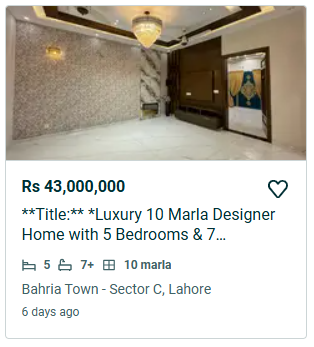 Rs 43,000,000
**Title:** *Luxury 10 Marla Designer
Home with 5 Bedrooms & 7...
5 7+ 10 marla
Bahria Town - Sector C, Lahore
6 days ago